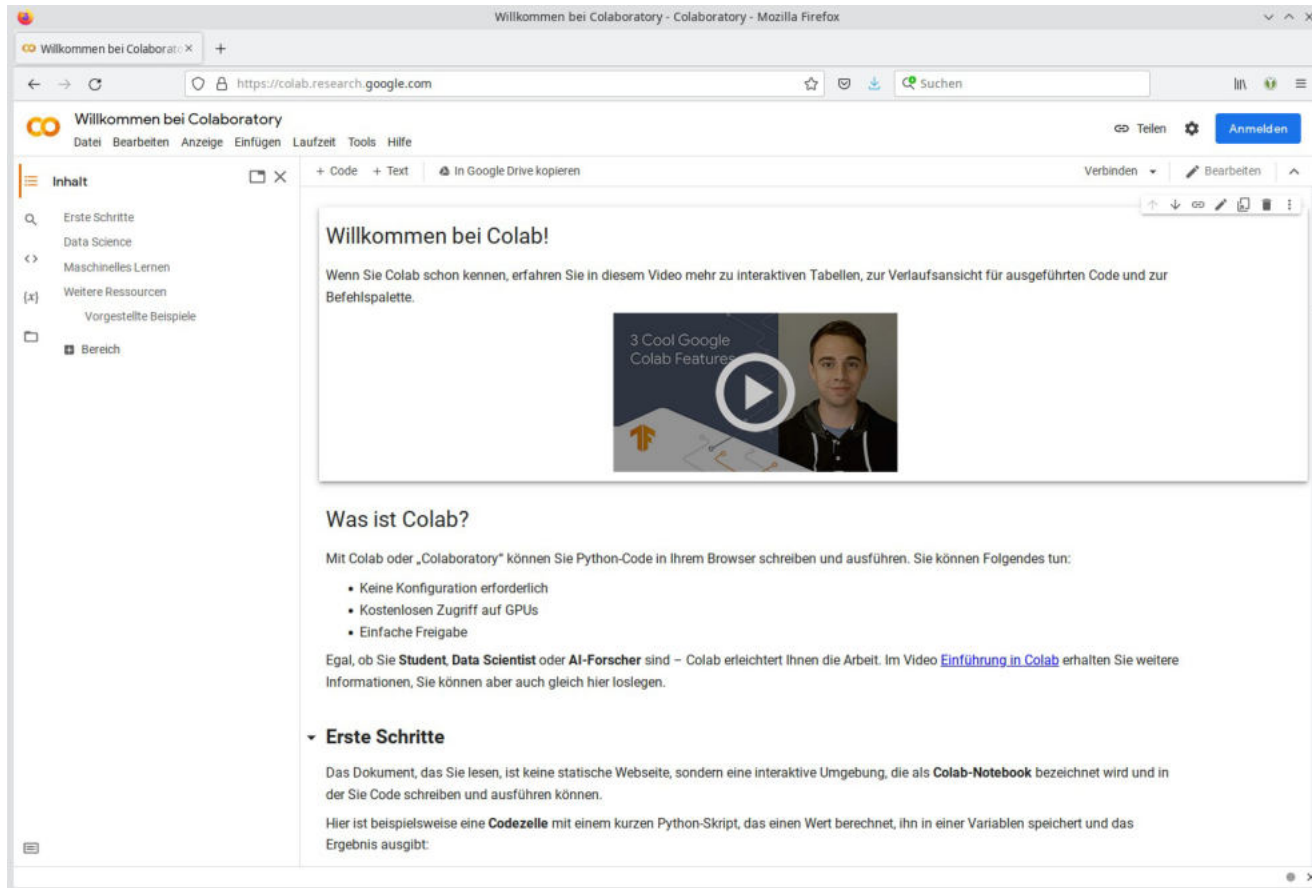 Willkommen bei Colaboratory - Colaboratory - Mozilla Firefox
Willkommen bei Colaborato
https://colab.research.google.com
Suchen
Willkommen bei Colaboratory
Datei Bearbeiten Anzeige Einfügen Laufzeit Tools Hilfe
Teilen
Anmelden
Inhalt
Erste Schritte
Data Science
Maschinelles Lernen
Weitere Ressourcen
Vorgestellte Beispiele
Bereich
+ Code + Text In Google Drive kopieren
Verbinden Bearbeiten
Willkommen bei Colab!
Wenn Sie Colab schon kennen, erfahren Sie in diesem Video mehr zu interaktiven Tabellen, zur Verlaufsansicht für ausgeführten Code und zur
Befehlspalette.
3 Cool Google
Colab Features
Was ist Colab?
Mit Colab oder „Colaboratory“ können Sie Python-Code in Ihrem Browser schreiben und ausführen. Sie können Folgendes tun:
• Keine Konfiguration erforderlich
• Kostenlosen Zugriff auf GPUs
• Einfache Freigabe
Egal, ob Sie Student, Data Scientist oder AI-Forscher sind – Colab erleichtert Ihnen die Arbeit. Im Video Einführung in Colab erhalten Sie weitere
Informationen, Sie können aber auch gleich hier loslegen.
Erste Schritte
Das Dokument, das Sie lesen, ist keine statische Webseite, sondern eine interaktive Umgebung, die als Colab-Notebook bezeichnet wird und in
der Sie Code schreiben und ausführen können.
Hier ist beispielsweise eine Codezelle mit einem kurzen Python-Skript, das einen Wert berechnet, ihn in einer Variablen speichert und das
Ergebnis ausgibt: